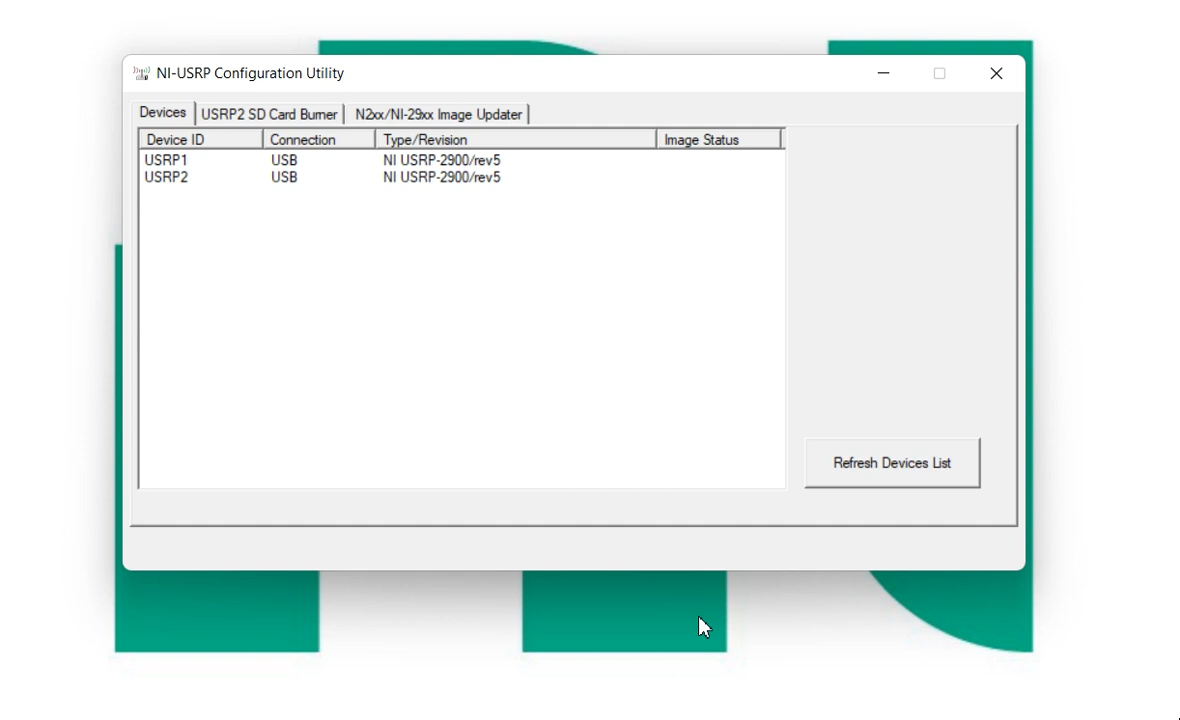 NI-USRP Configuration Utility
Devices USRP2 SD Card Burner N2xx/NI-29xx Image Updater
Device ID Connection Type/Revision Image Status
USRP1 USB NI USRP-2900/rev5
USRP2 USB NI USRP-2900/rev5
Refresh Devices List